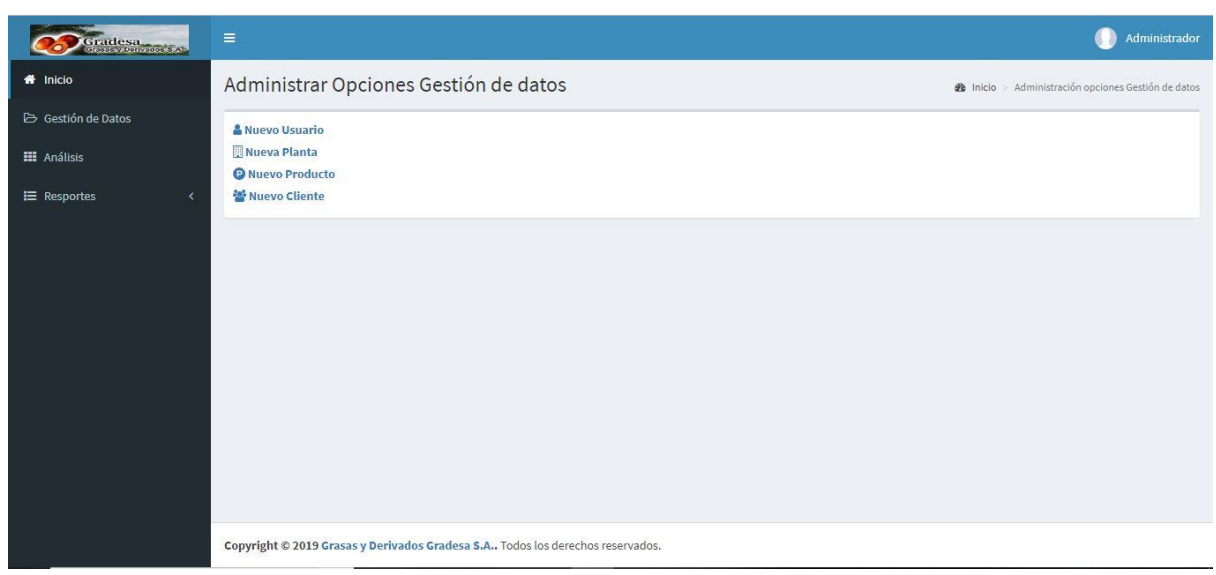 Gradesa
Grasas y Derivados S.A.
Administrador
Inicio
Gestión de Datos
Análisis
Resportes
Administrar Opciones Gestión de datos
Inicio > Administración opciones Gestión de datos
Nuevo Usuario
Nueva Planta
Nuevo Producto
Nuevo Cliente
Copyright © 2019 Grasas y Derivados Gradesa S.A.. Todos los derechos reservados.